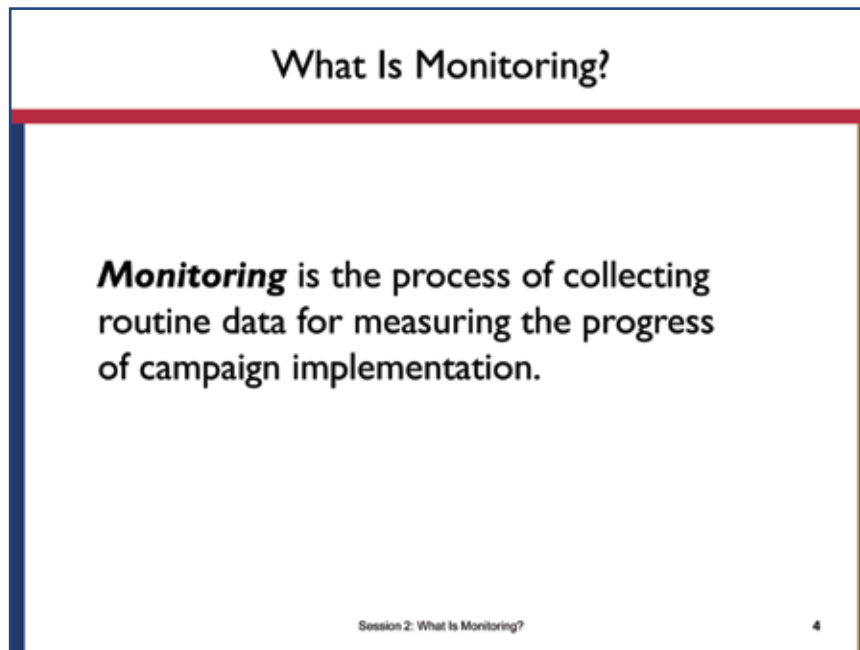 What Is Monitoring?
Monitoring is the process of collecting
routine data for measuring the progress
of campaign implementation.
Session 2: What Is Monitoring?
4